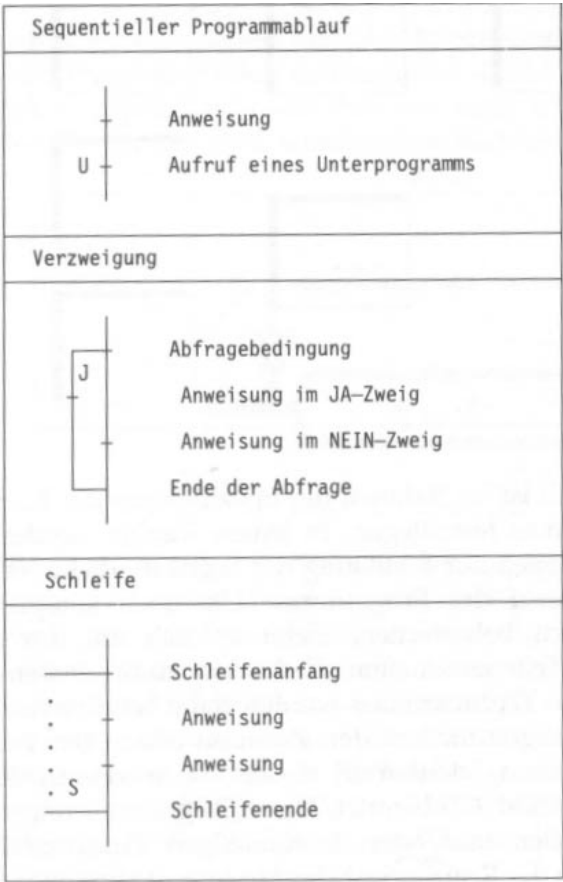 Sequentieller Programmablauf
Anweisung
U Aufruf eines Unterprogramms
Verzweigung
Abfragebedingung
J
Anweisung im JA—Zweig
Anweisung im NEIN—Zweig
Ende der Abfrage
Schleife
Schleifenanfang
Anweisung
Anweisung
S
Schleifenende